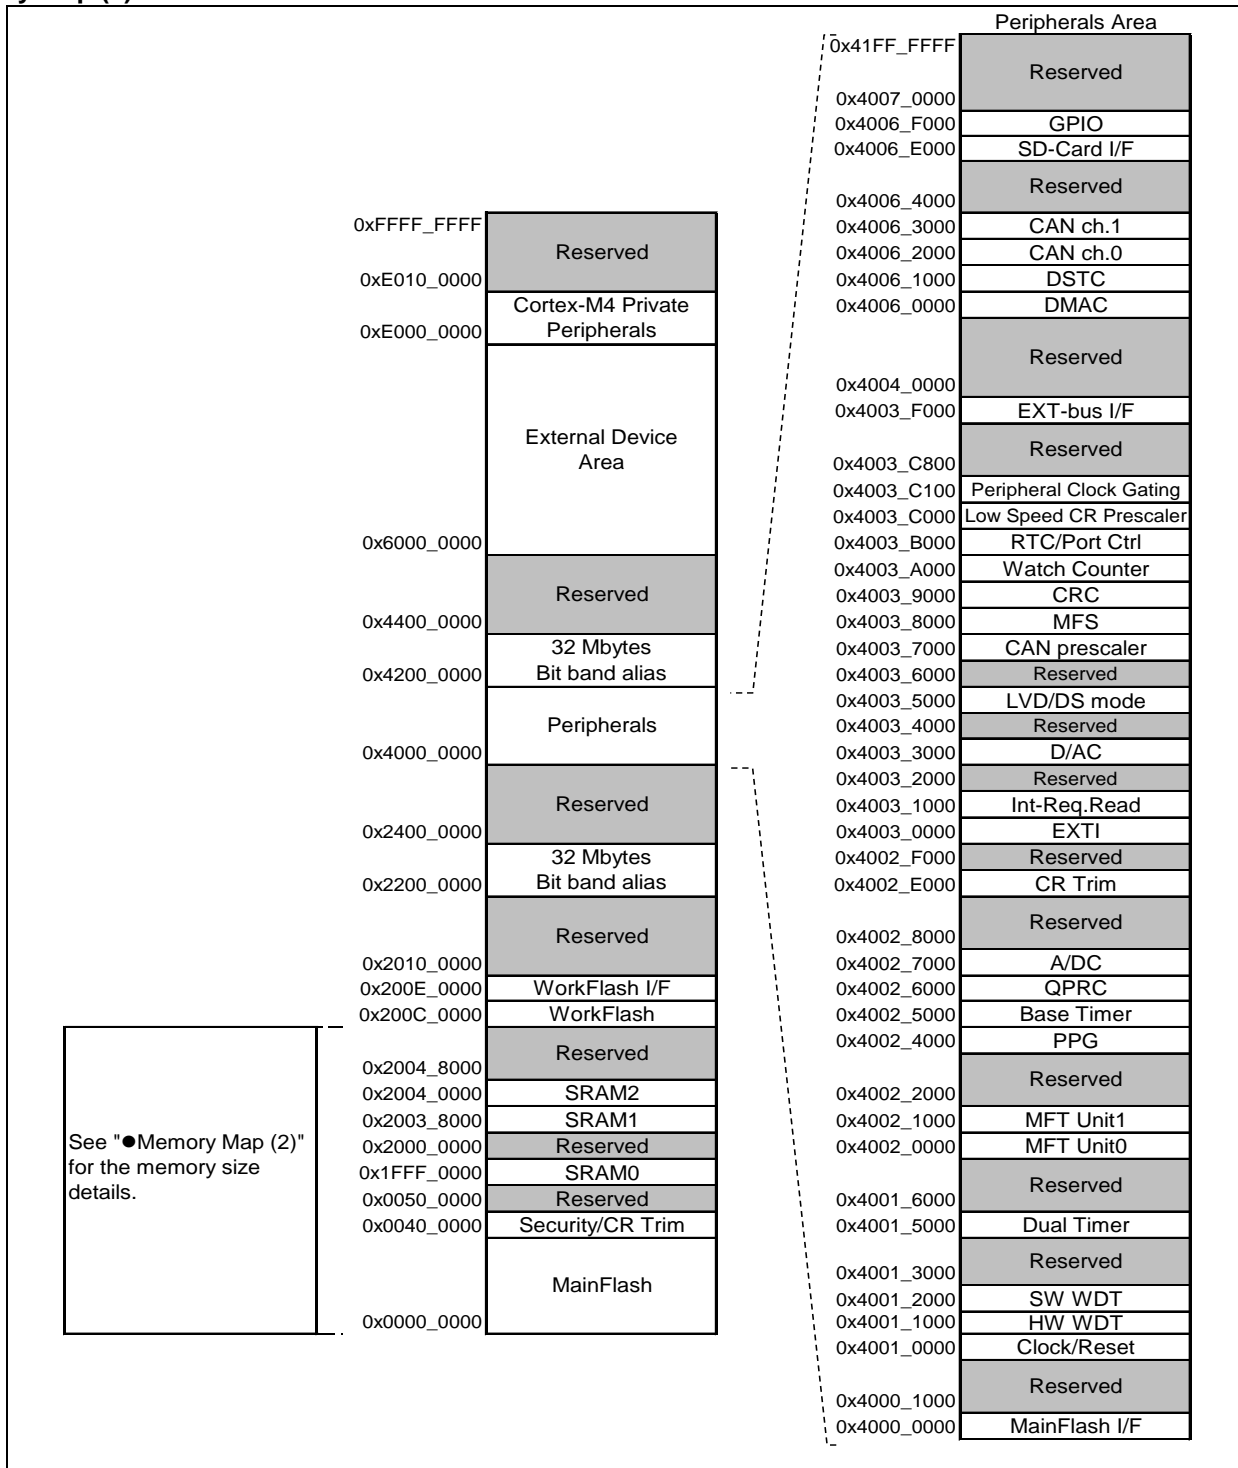 0xFFFF_FFFF
Reserved
0xE010_0000
Cortex-M4 Private
0xE000_0000 Peripherals
External Device
Area
0x6000_0000
Reserved
0x4400_0000
32 Mbytes
0x4200_0000 Bit band alias
Peripherals
0x4000_0000
Reserved
0x2400_0000
32 Mbytes
0x2200_0000 Bit band alias
Reserved
0x2010_0000
0x200E_0000 WorkFlash I/F
0x200C_0000 WorkFlash
Reserved
0x2004_8000
0x2004_0000 SRAM2
0x2003_8000 SRAM1
0x2000_0000 Reserved
0x1FFF_0000 SRAM0
0x0050_0000 Reserved
0x0040_0000 Security/CR Trim
MainFlash
0x0000_0000
See "●Memory Map (2)"
for the memory size
details.
Peripherals Area
0x41FF_FFFF
Reserved
0x4007_0000
0x4006_F000 GPIO
0x4006_E000 SD-Card I/F
Reserved
0x4006_4000
0x4006_3000 CAN ch.1
0x4006_2000 CAN ch.0
0x4006_1000 DSTC
0x4006_0000 DMAC
Reserved
0x4004_0000
0x4003_F000 EXT-bus I/F
Reserved
0x4003_C800
0x4003_C100 Peripheral Clock Gating
0x4003_C000 Low Speed CR Prescaler
0x4003_B000 RTC/Port Ctrl
0x4003_A000 Watch Counter
0x4003_9000 CRC
0x4003_8000 MFS
0x4003_7000 CAN prescaler
0x4003_6000 Reserved
0x4003_5000 LVD/DS mode
0x4003_4000 Reserved
0x4003_3000 D/AC
0x4003_2000 Reserved
0x4003_1000 Int-Req.Read
0x4003_0000 EXTI
0x4002_F000 Reserved
0x4002_E000 CR Trim
Reserved
0x4002_8000
0x4002_7000 A/DC
0x4002_6000 QPRC
0x4002_5000 Base Timer
0x4002_4000 PPG
Reserved
0x4002_2000
0x4002_1000 MFT Unit1
0x4002_0000 MFT Unit0
Reserved
0x4001_6000
0x4001_5000 Dual Timer
Reserved
0x4001_3000
0x4001_2000 SW WDT
0x4001_1000 HW WDT
0x4001_0000 Clock/Reset
Reserved
0x4000_1000
0x4000_0000 MainFlash I/F